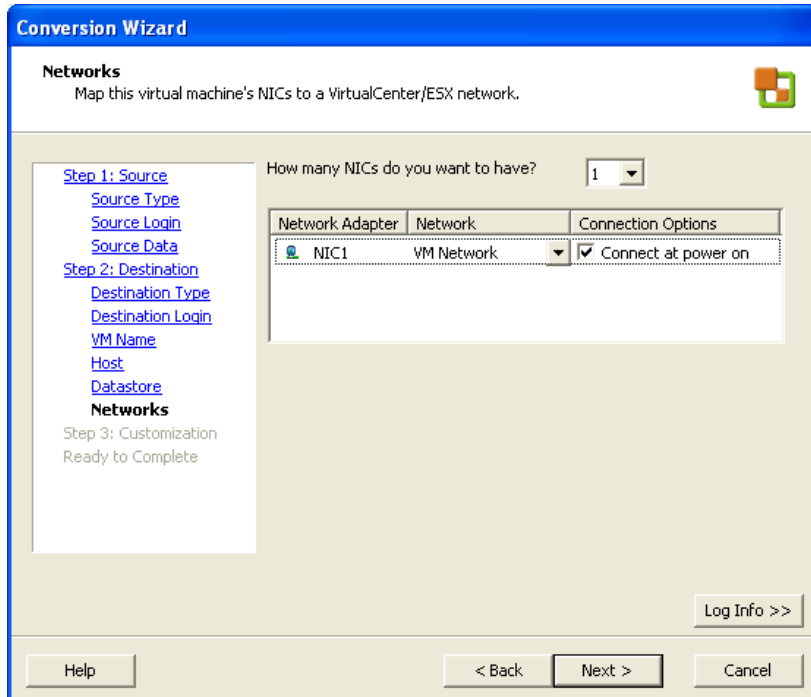 Conversion Wizard
Networks
Map this virtual machine's NICs to a VirtualCenter/ESX network.
Step 1: Source
Source Type
Source Login
Source Data
Step 2: Destination
Destination Type
Destination Login
VM Name
Host
Datastore
Networks
Step 3: Customization
Ready to Complete
How many NICs do you want to have? 1
Network Adapter Network Connection Options
NIC1 VM Network Connect at power on
Log Info >>
Help < Back Next > Cancel